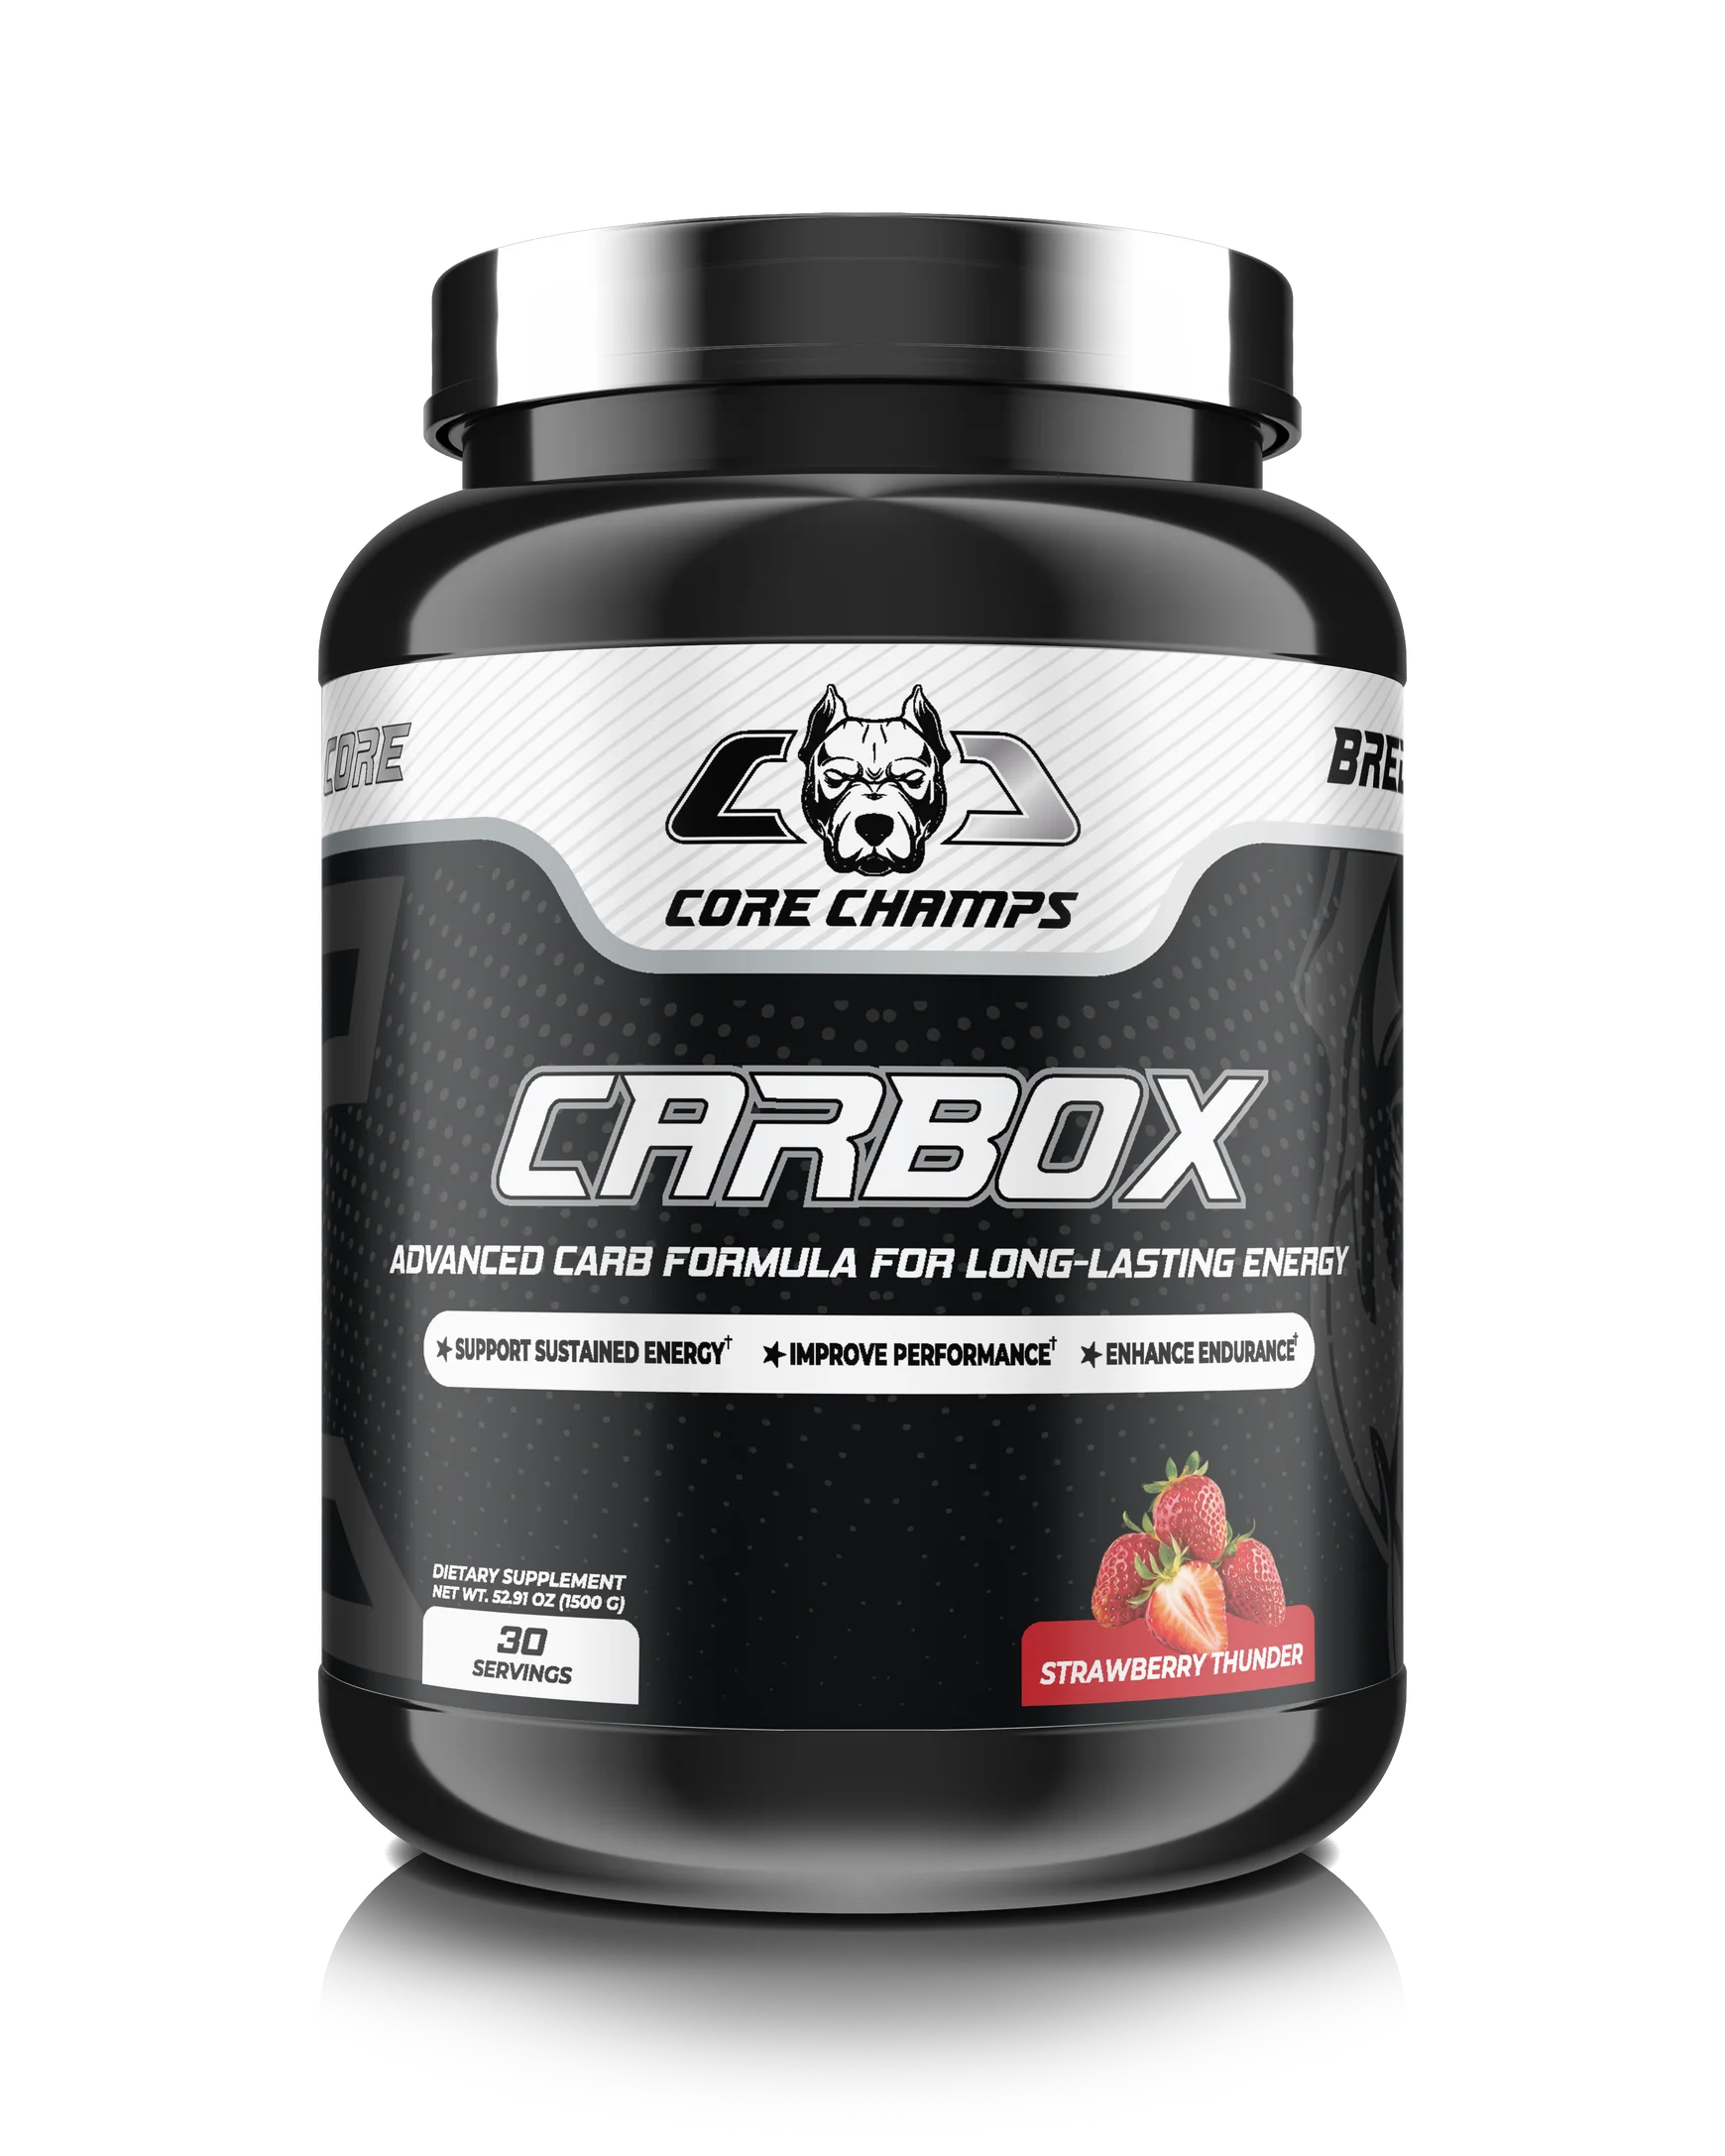 CORE
BRED
CORE CHAMPS
CARBOX
ADVANCED CARB FORMULA FOR LONG-LASTING ENERGY
★SUPPORT SUSTAINED ENERGY† ★IMPROVE PERFORMANCE† ★ENHANCE ENDURANCE†
DIETARY SUPPLEMENT
NET WT. 52.91 OZ (1500 G)
30
SERVINGS
STRAWBERRY THUNDER